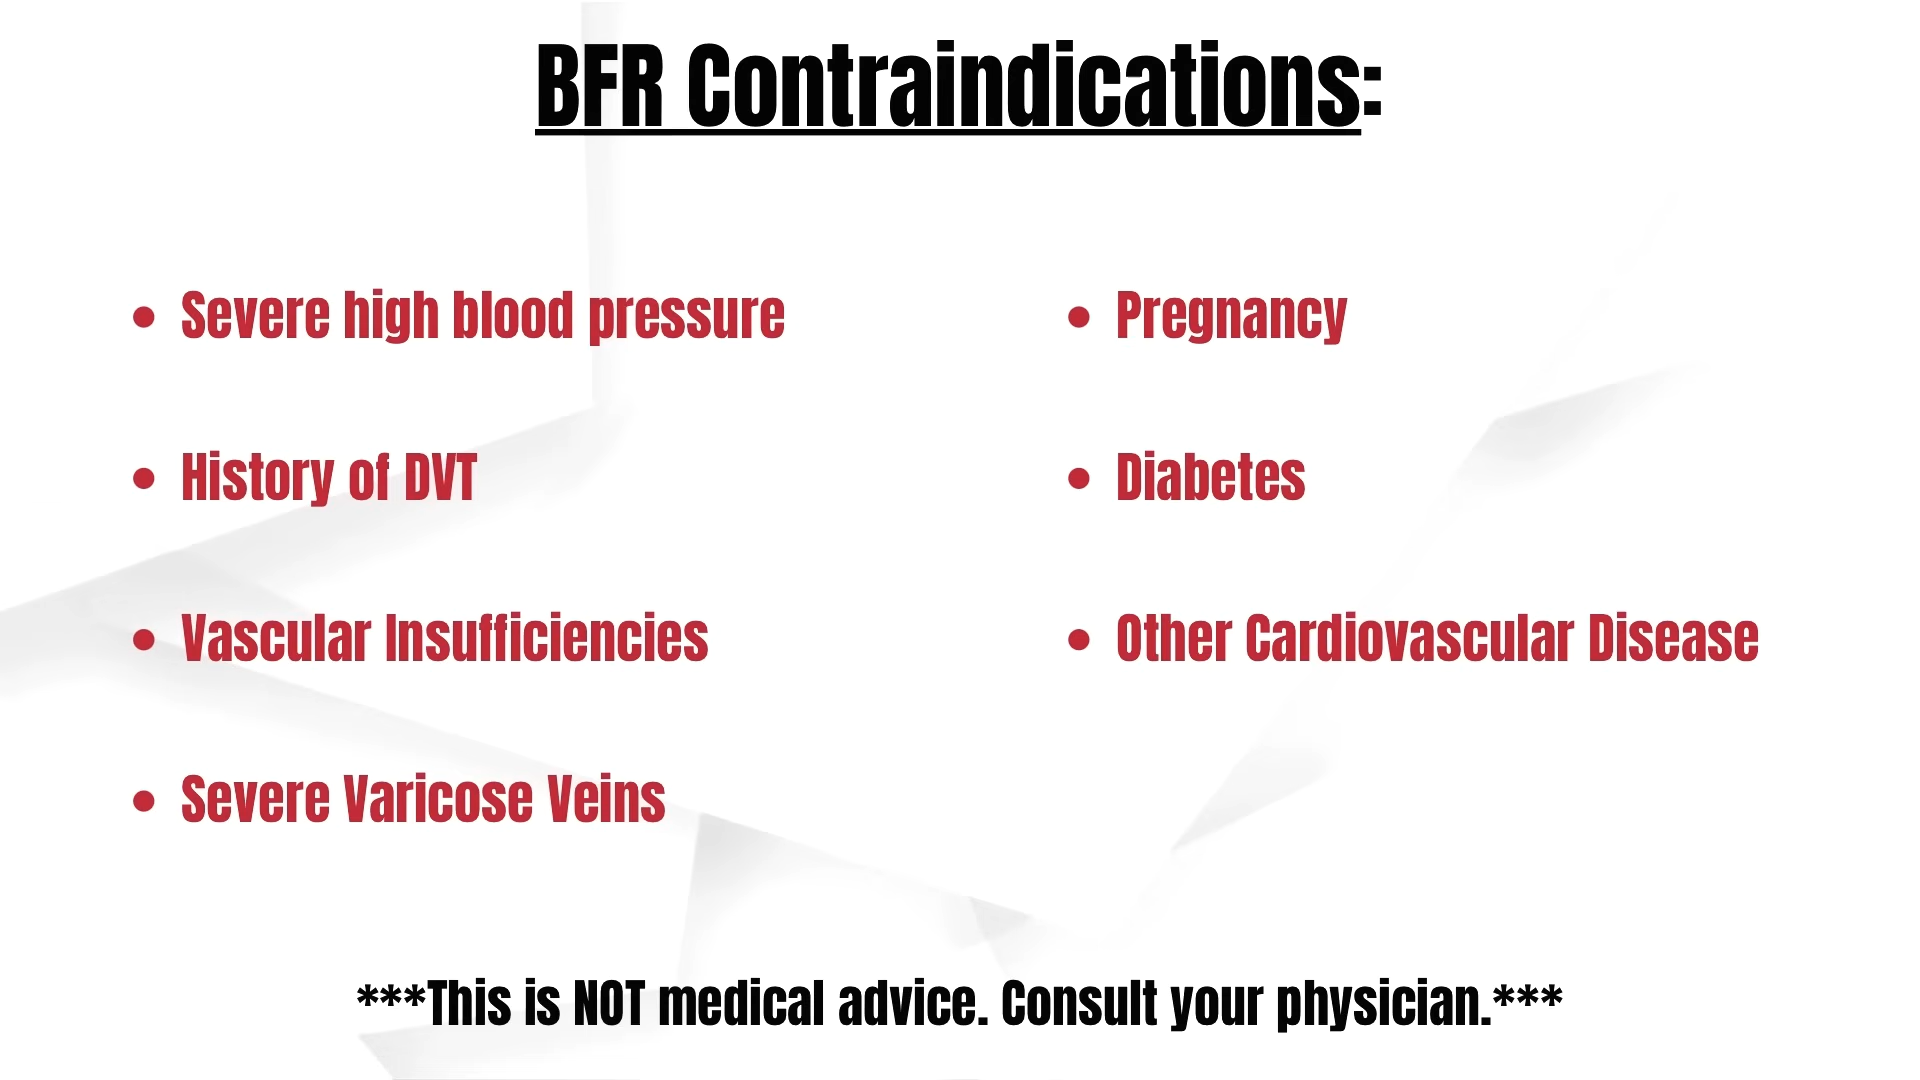 BFR Contraindications:
• Severe high blood pressure
• History of DVT
• Vascular Insufficiencies
• Severe Varicose Veins
• Pregnancy
• Diabetes
• Other Cardiovascular Disease
***This is NOT medical advice. Consult your physician.***